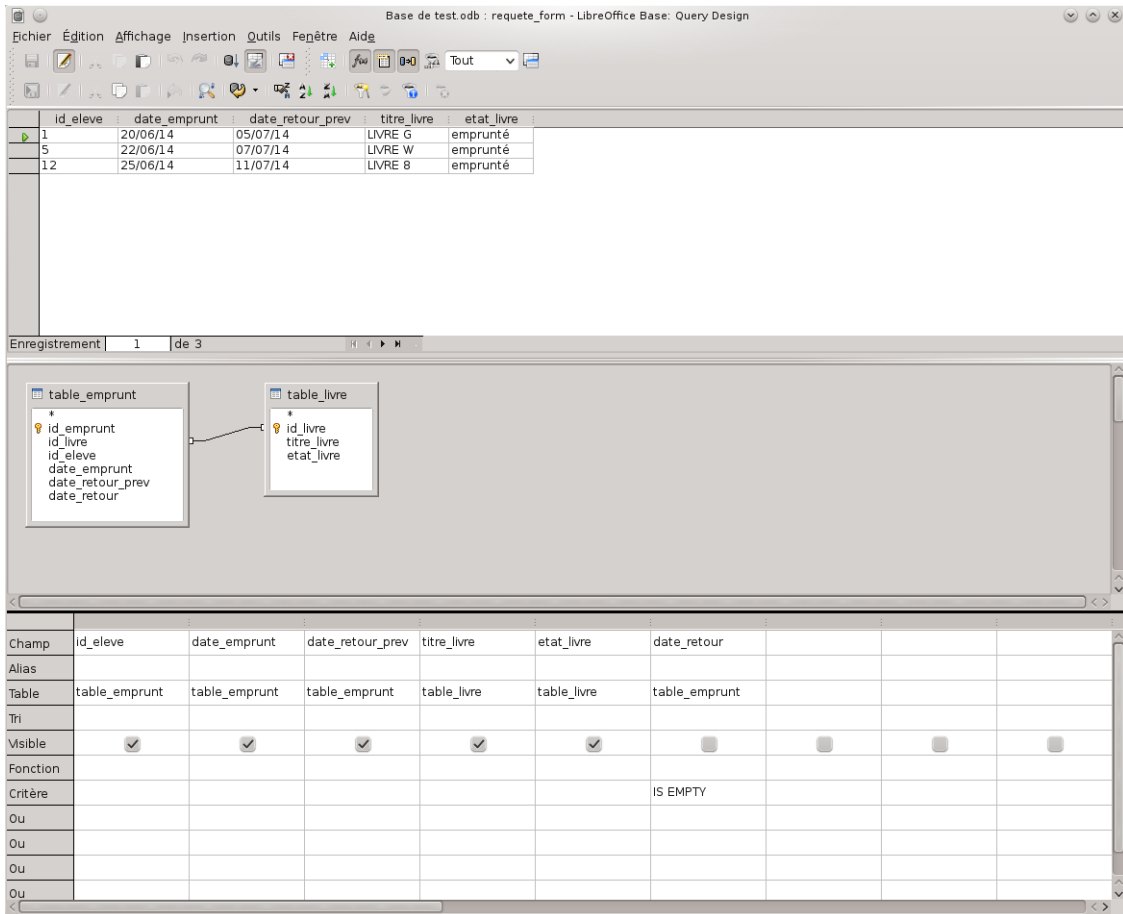 Base de test.odb : requete_form - LibreOffice Base: Query Design
Fichier Édition Affichage Insertion Outils Fenêtre Aide
Tout
id_eleve date_emprunt date_retour_prev titre_livre etat_livre
1 20/06/14 05/07/14 LIVRE G emprunté
5 22/06/14 07/07/14 LIVRE W emprunté
12 25/06/14 11/07/14 LIVRE 8 emprunté
Enregistrement 1 de 3
table_emprunt
*
id_emprunt
id_livre
id_eleve
date_emprunt
date_retour_prev
date_retour
table_livre
*
id_livre
titre_livre
etat_livre
Champ id_eleve date_emprunt date_retour_prev titre_livre etat_livre date_retour
Alias
Table table_emprunt table_emprunt table_emprunt table_livre table_livre table_emprunt
Tri
Visible
Fonction
Critère IS EMPTY
Ou
Ou
Ou
Ou